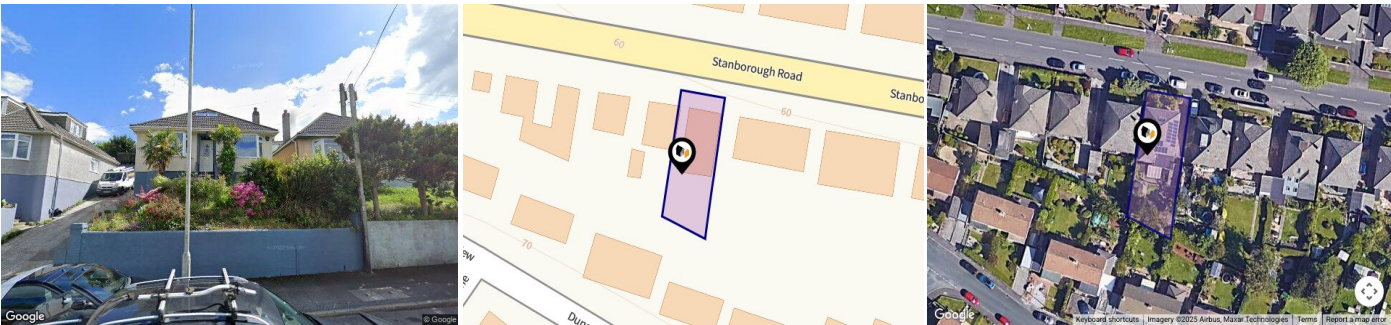 Google
© Google
60
Stanborough Road
Stanbo
60
70
ew
Dun
Google
Keyboard shortcuts
Imagery ©2025 Airbus, Maxar Technologies
Terms
Report a map error